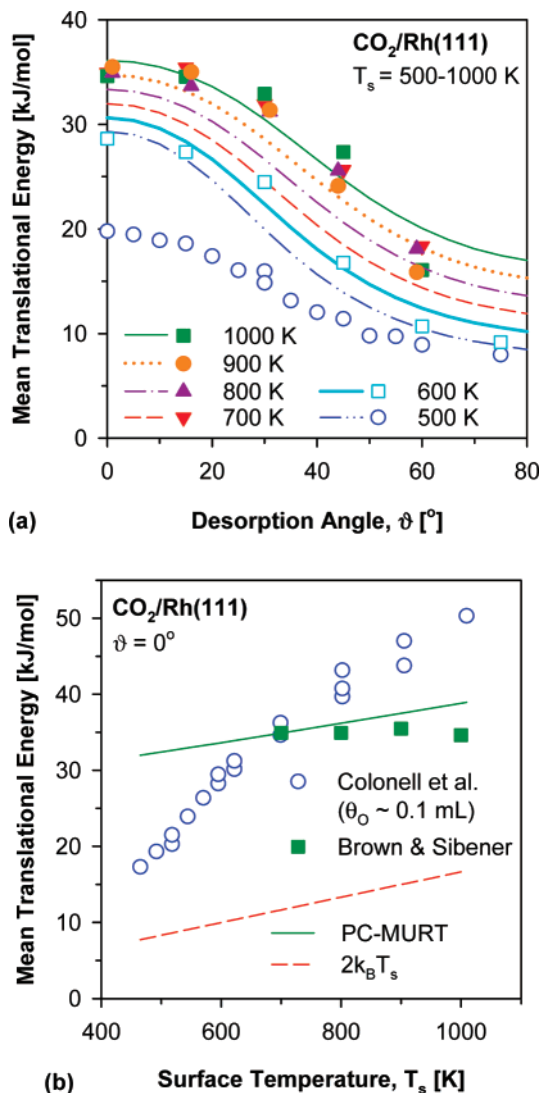 CO₂/Rh(111)
Tₛ = 500-1000 K
Mean Translational Energy [kJ/mol]
40
30
20
10
0
1000 K
900 K
800 K
700 K
600 K
500 K
0 20 40 60 80
(a) Desorption Angle, ϑ [°]
CO₂/Rh(111)
ϑ = 0°
Mean Translational Energy [kJ/mol]
50
40
30
20
10
0
Colonell et al.
(θ_O ~ 0.1 mL)
Brown & Sibener
PC-MURT
2k_BTₛ
400 600 800 1000
(b) Surface Temperature, Tₛ [K]